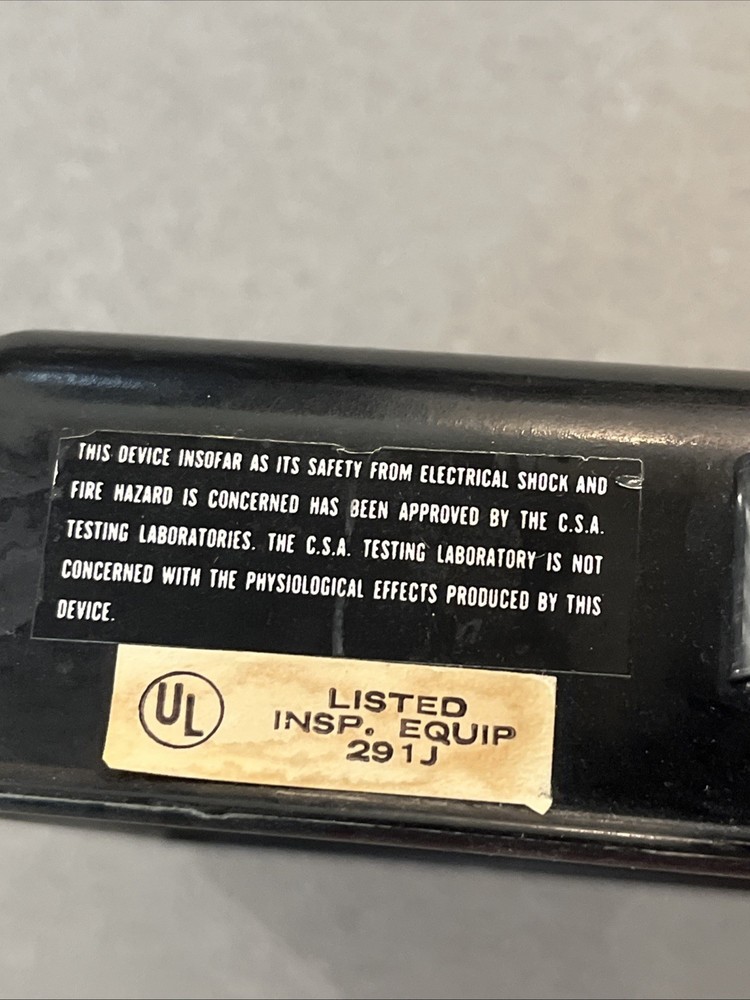 THIS DEVICE INSOFAR AS ITS SAFETY FROM ELECTRICAL SHOCK AND
FIRE HAZARD IS CONCERNED HAS BEEN APPROVED BY THE C.S.A.
TESTING LABORATORIES. THE C.S.A. TESTING LABORATORY IS NOT
CONCERNED WITH THE PHYSIOLOGICAL EFFECTS PRODUCED BY THIS
DEVICE.
UL
LISTED
INSP. EQUIP
291J